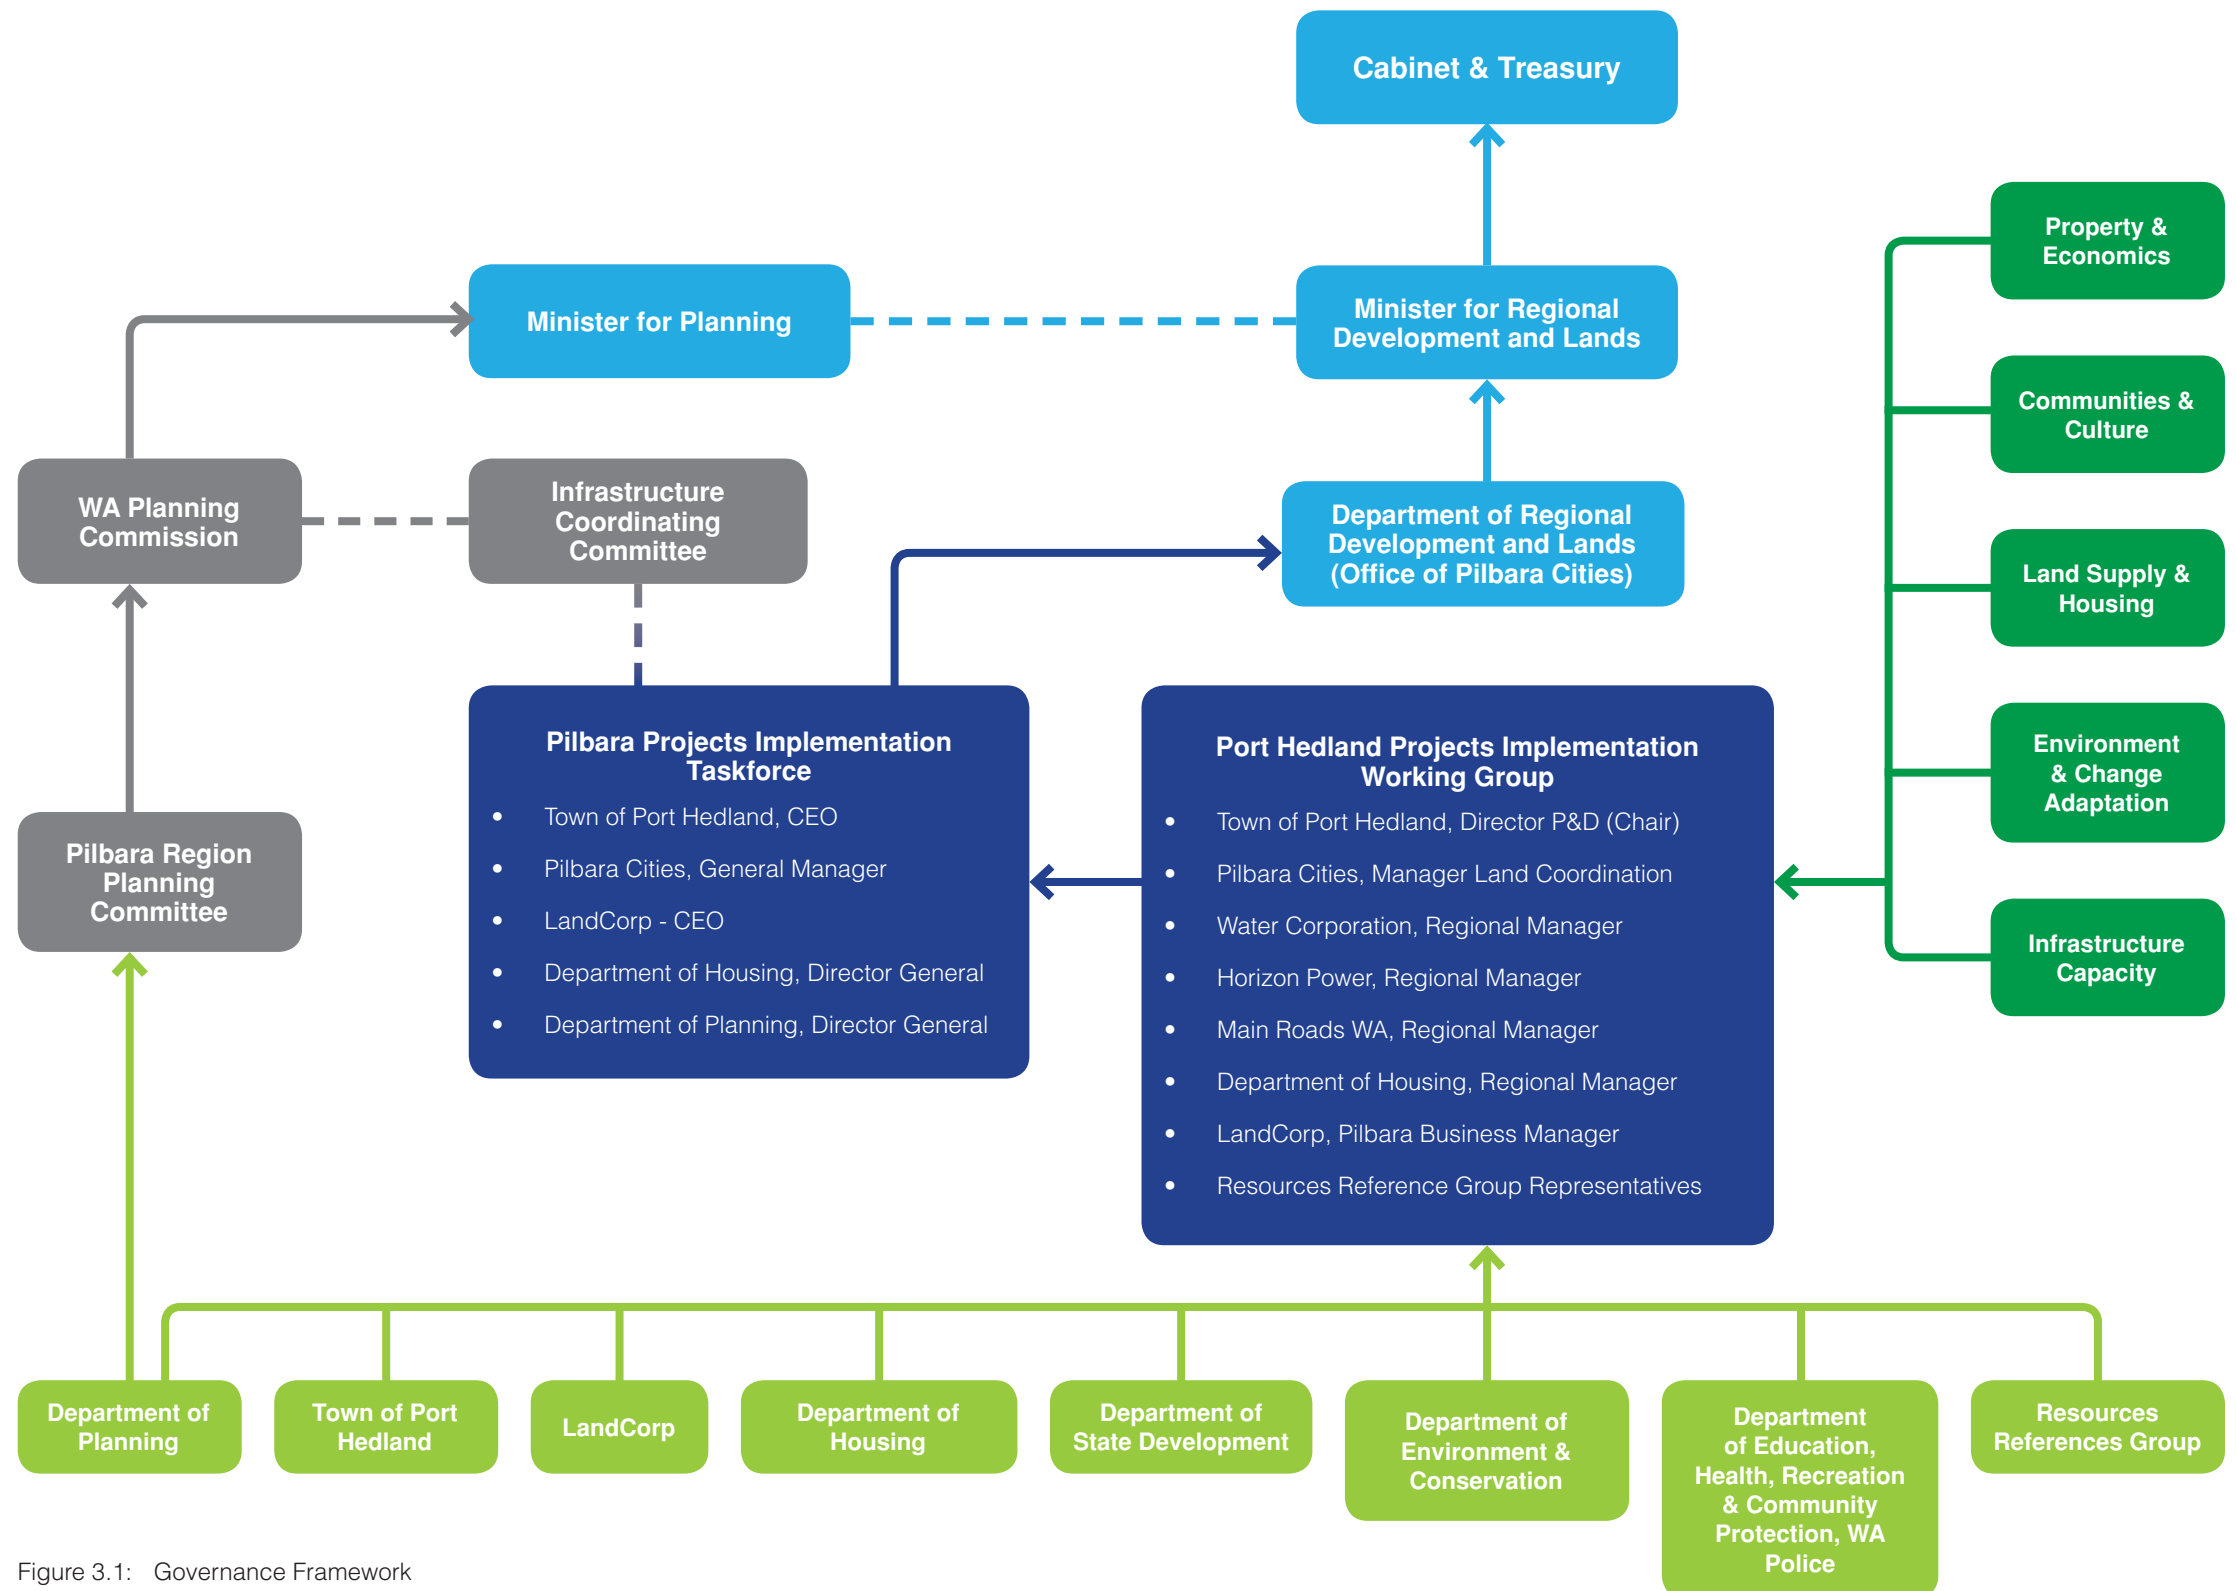 Cabinet & Treasury
Property &
Economics
Minister for Planning
Minister for Regional
Development and Lands
Communities &
Culture
WA Planning
Commission
Infrastructure
Coordinating
Committee
Department of Regional
Development and Lands
(Office of Pilbara Cities)
Land Supply &
Housing
Pilbara Region
Planning
Committee
Pilbara Projects Implementation
Taskforce
• Town of Port Hedland, CEO
• Pilbara Cities, General Manager
• LandCorp - CEO
• Department of Housing, Director General
• Department of Planning, Director General
Port Hedland Projects Implementation
Working Group
• Town of Port Hedland, Director P&D (Chair)
• Pilbara Cities, Manager Land Coordination
• Water Corporation, Regional Manager
• Horizon Power, Regional Manager
• Main Roads WA, Regional Manager
• Department of Housing, Regional Manager
• LandCorp, Pilbara Business Manager
• Resources Reference Group Representatives
Environment
& Change
Adaptation
Infrastructure
Capacity
Department of
Planning
Town of Port
Hedland
LandCorp
Department of
Housing
Department of
State Development
Department of
Environment &
Conservation
Department
of Education,
Health, Recreation
& Community
Protection, WA
Police
Resources
References Group
Figure 3.1: Governance Framework